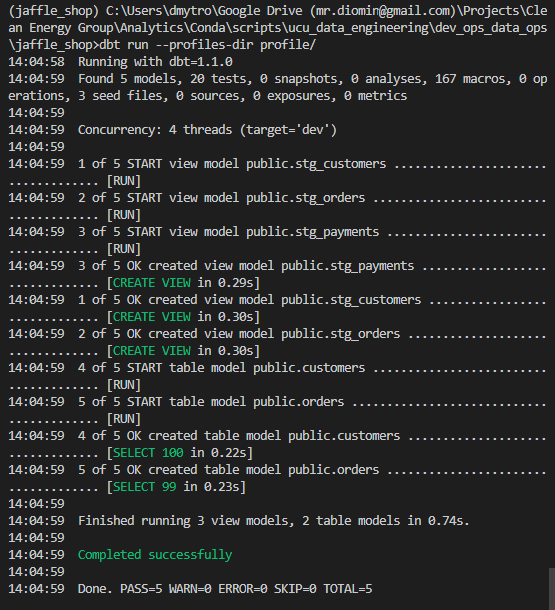 (jaffle_shop) C:\Users\dmytro\Google Drive (mr.diomin@gmail.com)\Projects\Cle
an Energy Group\Analytics\Conda\scripts\ucu_data_engineering\dev_ops_data_ops
\jaffle_shop>dbt run --profiles-dir profile/
14:04:58  Running with dbt=1.1.0
14:04:59  Found 5 models, 20 tests, 0 snapshots, 0 analyses, 167 macros, 0 op
erations, 3 seed files, 0 sources, 0 exposures, 0 metrics
14:04:59
14:04:59  Concurrency: 4 threads (target='dev')
14:04:59
14:04:59  1 of 5 START view model public.stg_customers ......................
............. [RUN]
14:04:59  2 of 5 START view model public.stg_orders .........................
............. [RUN]
14:04:59  3 of 5 START view model public.stg_payments .......................
............. [RUN]
14:04:59  3 of 5 OK created view model public.stg_payments ..................
............. [CREATE VIEW in 0.29s]
14:04:59  1 of 5 OK created view model public.stg_customers .................
............. [CREATE VIEW in 0.30s]
14:04:59  2 of 5 OK created view model public.stg_orders ....................
............. [CREATE VIEW in 0.30s]
14:04:59  4 of 5 START table model public.customers .........................
............. [RUN]
14:04:59  5 of 5 START table model public.orders ............................
............. [RUN]
14:04:59  4 of 5 OK created table model public.customers ....................
............. [SELECT 100 in 0.22s]
14:04:59  5 of 5 OK created table model public.orders .......................
............. [SELECT 99 in 0.23s]
14:04:59
14:04:59  Finished running 3 view models, 2 table models in 0.74s.
14:04:59
14:04:59  Completed successfully
14:04:59
14:04:59  Done. PASS=5 WARN=0 ERROR=0 SKIP=0 TOTAL=5